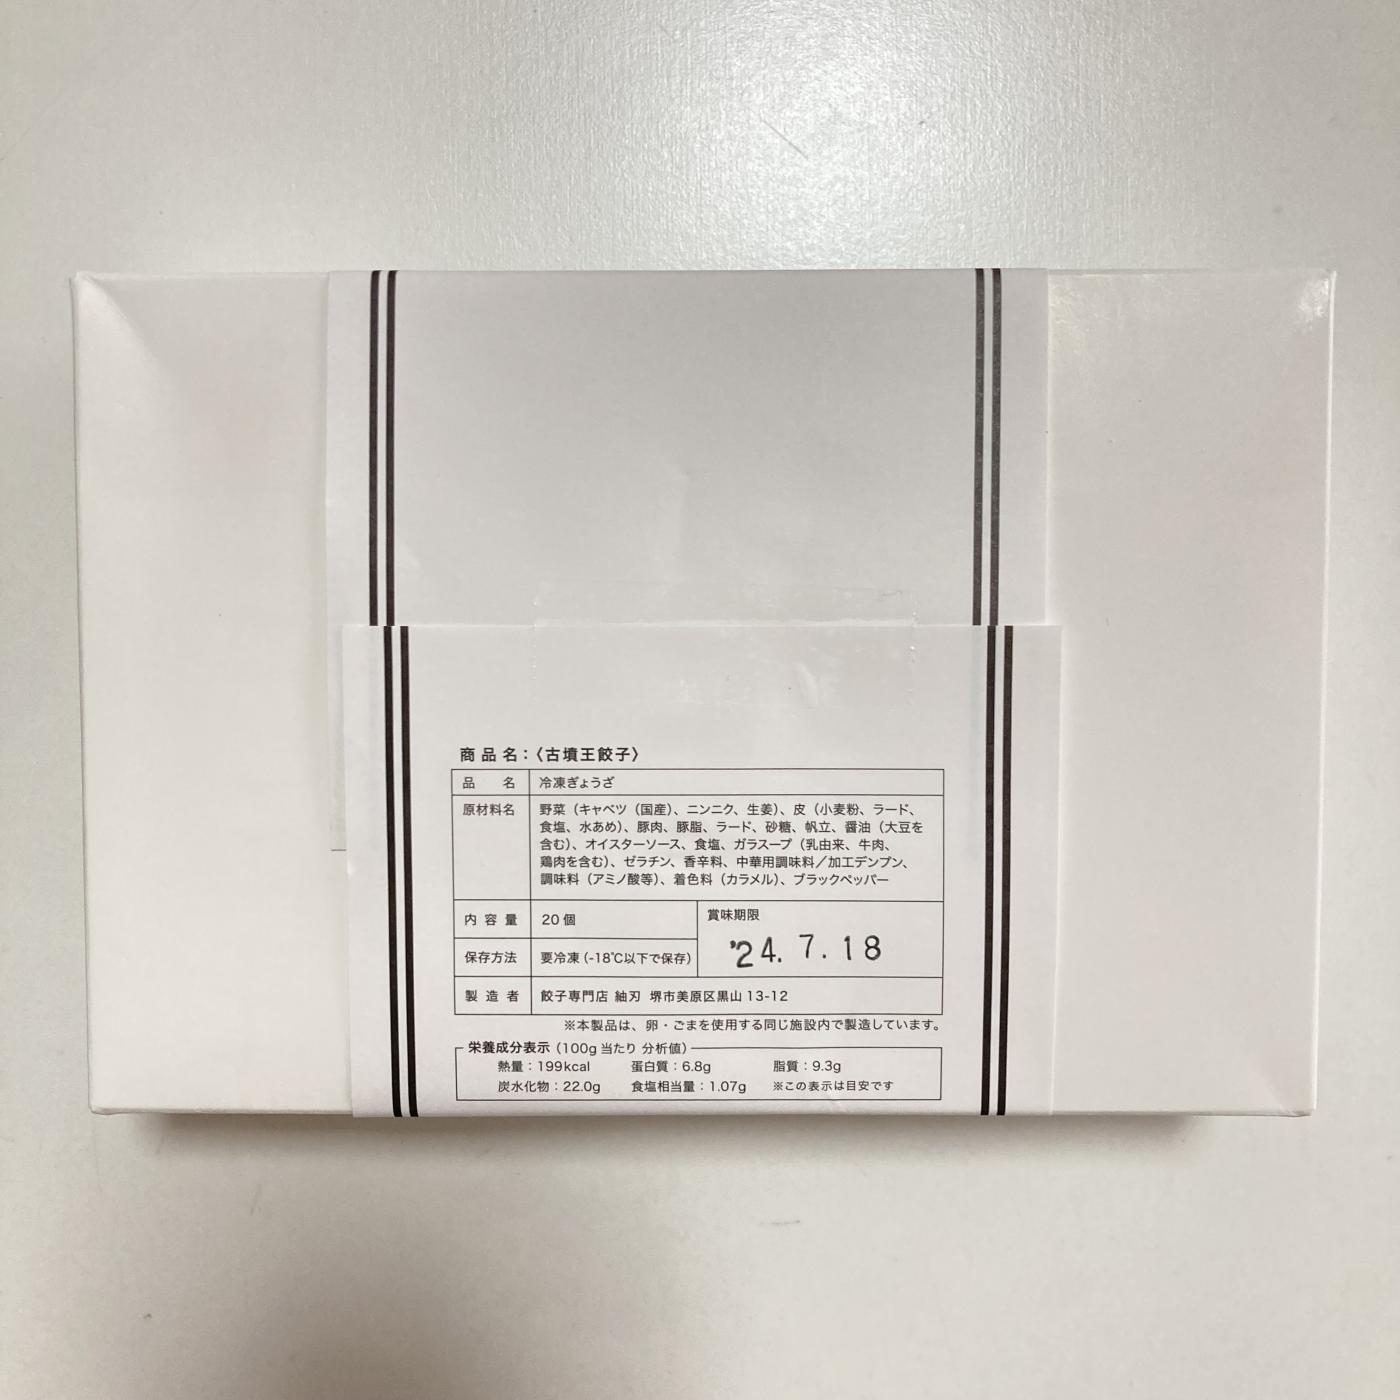 商品名：〈古墳王餃子〉
品名 冷凍ぎょうざ
原材料名 野菜（キャベツ（国産）、ニンニク、生姜）、皮（小麦粉、ラード、
食塩、水あめ）、豚肉、豚脂、ラード、砂糖、帆立、醤油（大豆を
含む）、オイスターソース、食塩、ガラスープ（乳由来、牛肉、
鶏肉を含む）、ゼラチン、香辛料、中華用調味料／加工デンプン、
調味料（アミノ酸等）、着色料（カラメル）、ブラックペッパー
内容量 20個
賞味期限
'24. 7. 18
保存方法 要冷凍（-18℃以下で保存）
製造者 餃子専門店 紬刃 堺市美原区黒山13-12
※本製品は、卵・ごまを使用する同じ施設内で製造しています。
栄養成分表示（100g当たり 分析値）
熱量：199kcal 蛋白質：6.8g 脂質：9.3g
炭水化物：22.0g 食塩相当量：1.07g ※この表示は目安です